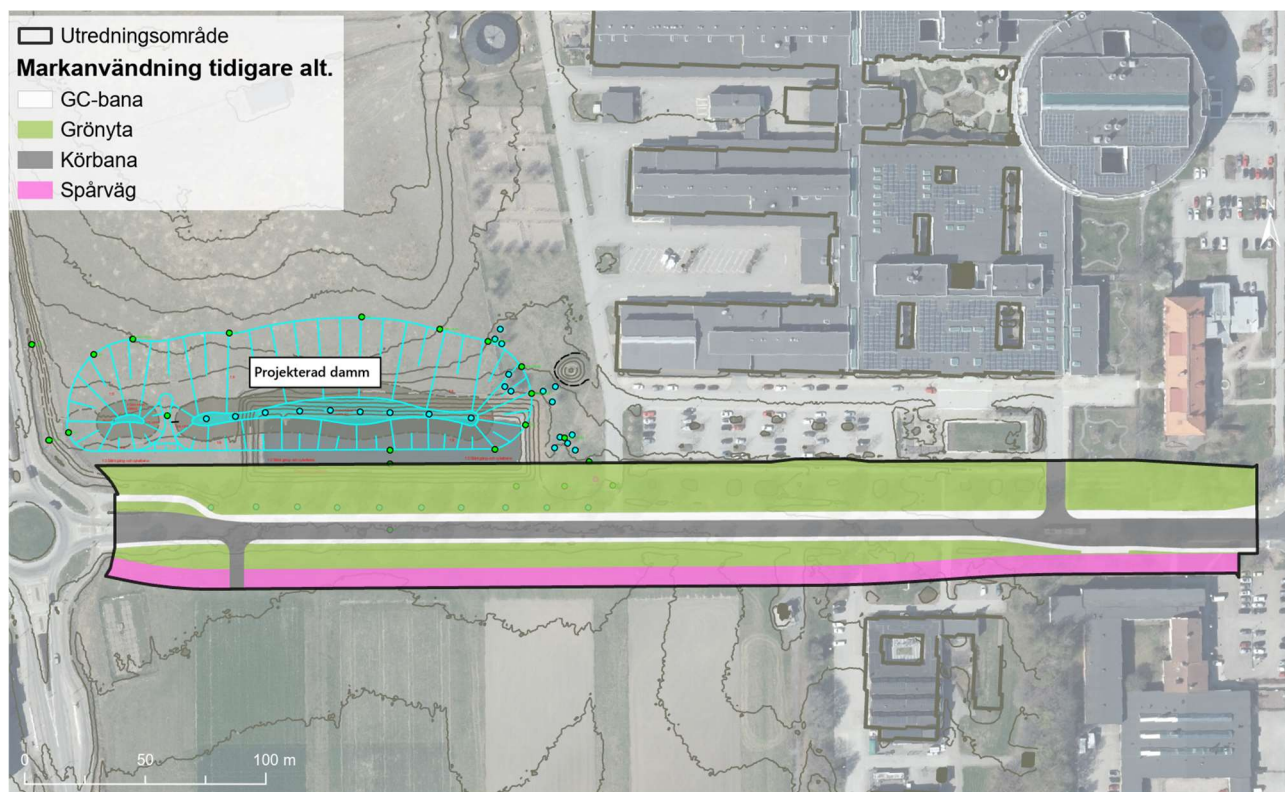 Utredningsområde
Markanvändning tidigare alt.
GC-bana
Grönyta
Körbana
Spårväg
Projekterad damm
0 50 100 m